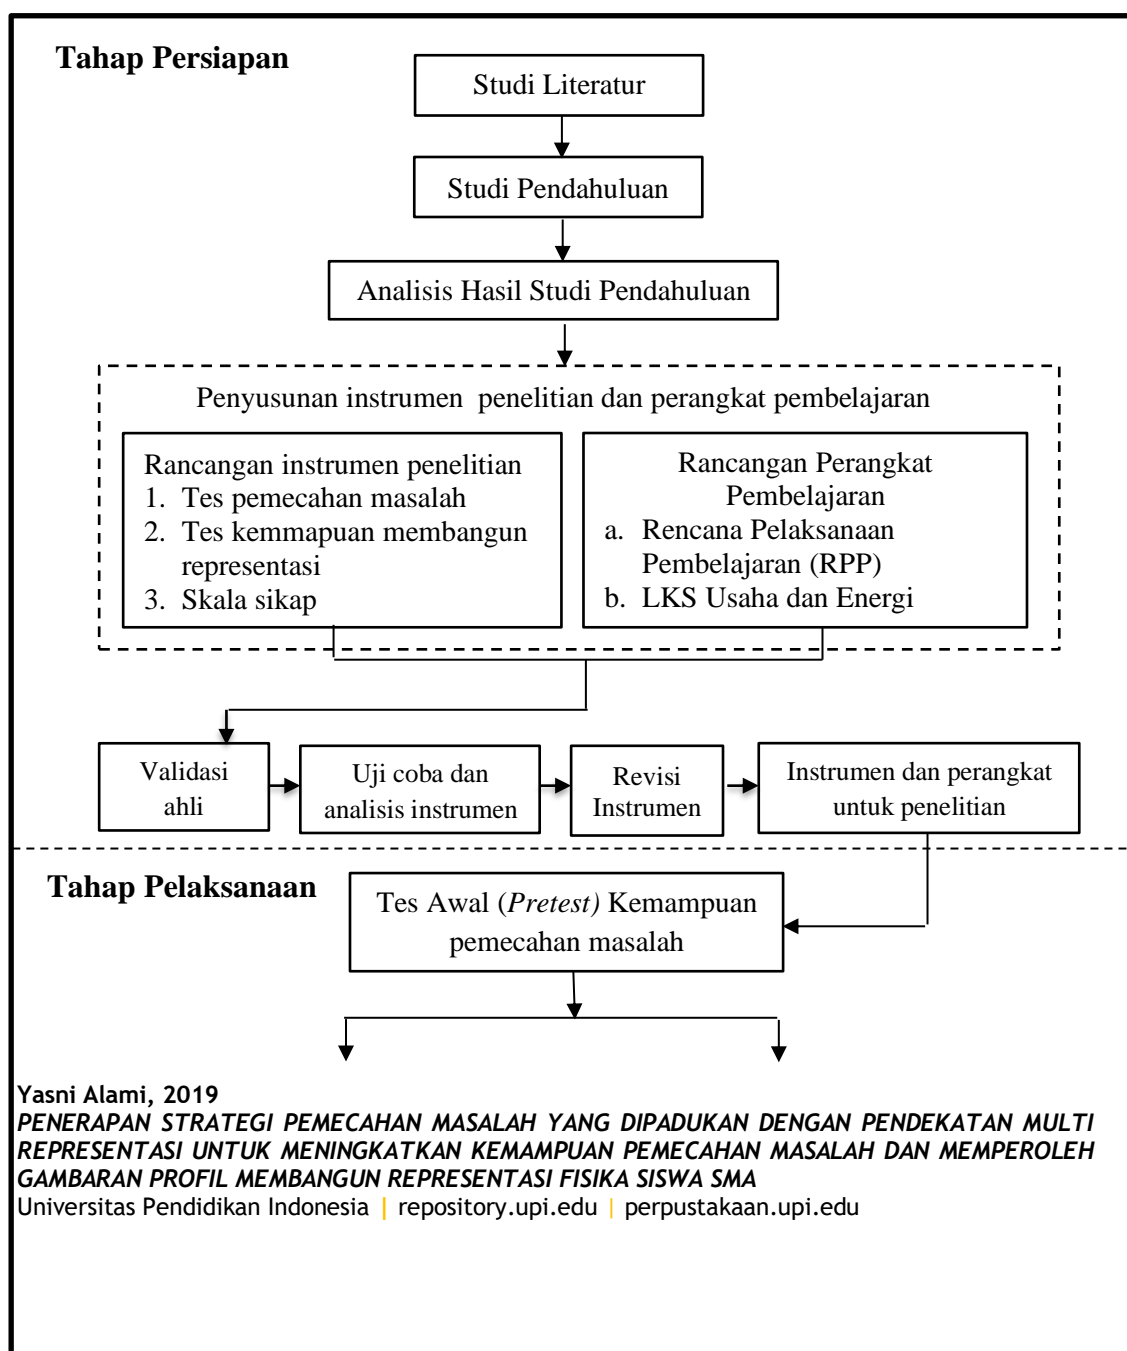 Tahap Persiapan
Studi Literatur
Studi Pendahuluan
Analisis Hasil Studi Pendahuluan
Penyusunan instrumen penelitian dan perangkat pembelajaran
Rancangan instrumen penelitian
1. Tes pemecahan masalah
2. Tes kemmapuan membangun
representasi
3. Skala sikap
Rancangan Perangkat
Pembelajaran
a. Rencana Pelaksanaan
Pembelajaran (RPP)
b. LKS Usaha dan Energi
Validasi
ahli
Uji coba dan
analisis instrumen
Revisi
Instrumen
Instrumen dan perangkat
untuk penelitian
Tahap Pelaksanaan
Tes Awal (Pretest) Kemampuan
pemecahan masalah
Yasni Alami, 2019
PENERAPAN STRATEGI PEMECAHAN MASALAH YANG DIPADUKAN DENGAN PENDEKATAN MULTI
REPRESENTASI UNTUK MENINGKATKAN KEMAMPUAN PEMECAHAN MASALAH DAN MEMPEROLEH
GAMBARAN PROFIL MEMBANGUN REPRESENTASI FISIKA SISWA SMA
Universitas Pendidikan Indonesia | repository.upi.edu | perpustakaan.upi.edu